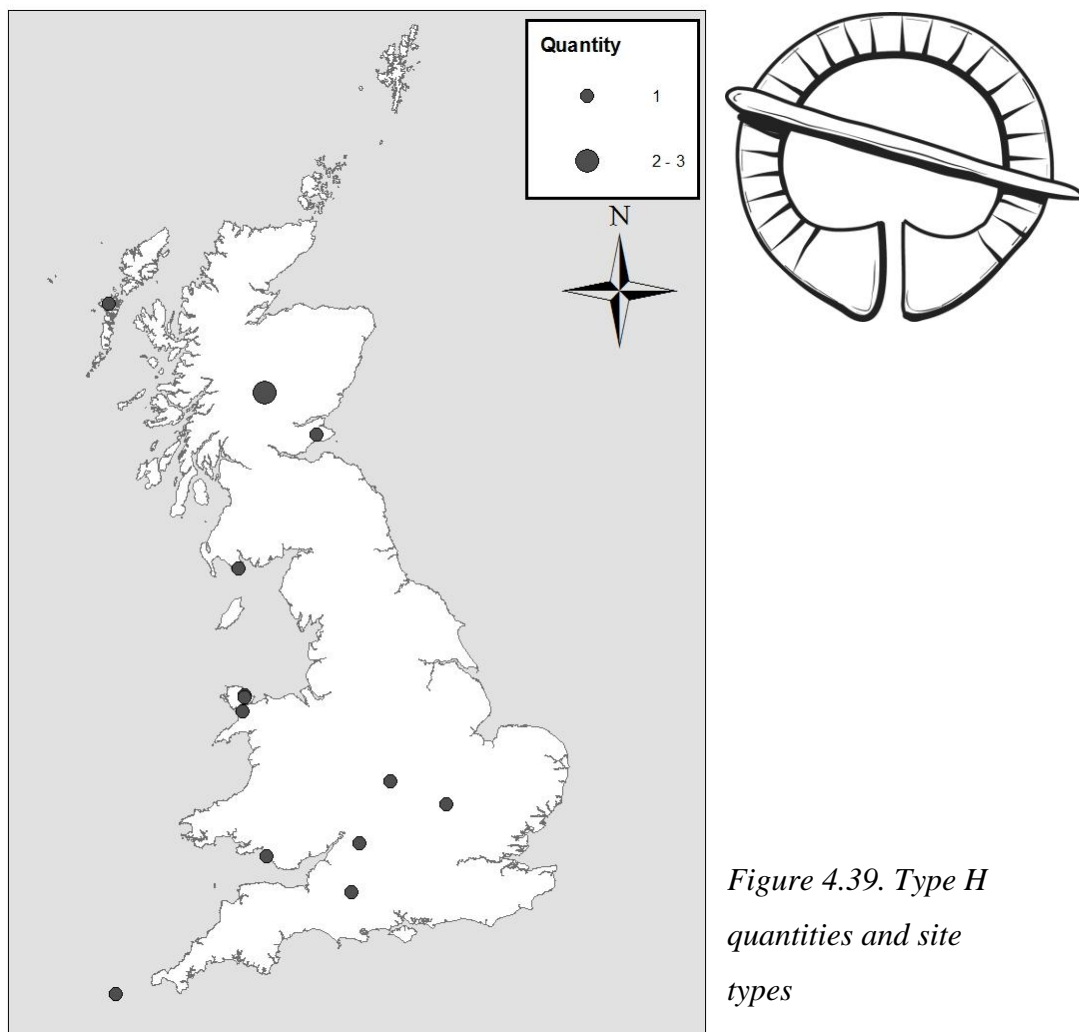 Quantity
1
2 - 3
N
Figure 4.39. Type H
quantities and site
types